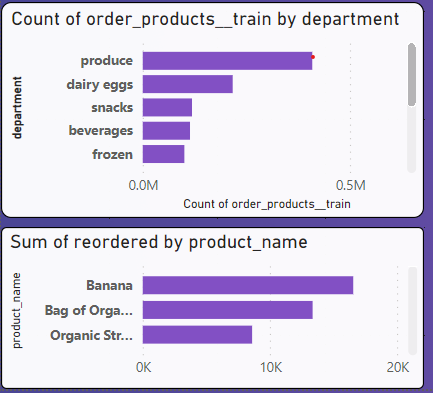 Count of order_products__train by department
department
produce
dairy eggs
snacks
beverages
frozen
0.0M 0.5M
Count of order_products__train
Sum of reordered by product_name
product_name
Banana
Bag of Orga...
Organic Str...
0K 10K 20K